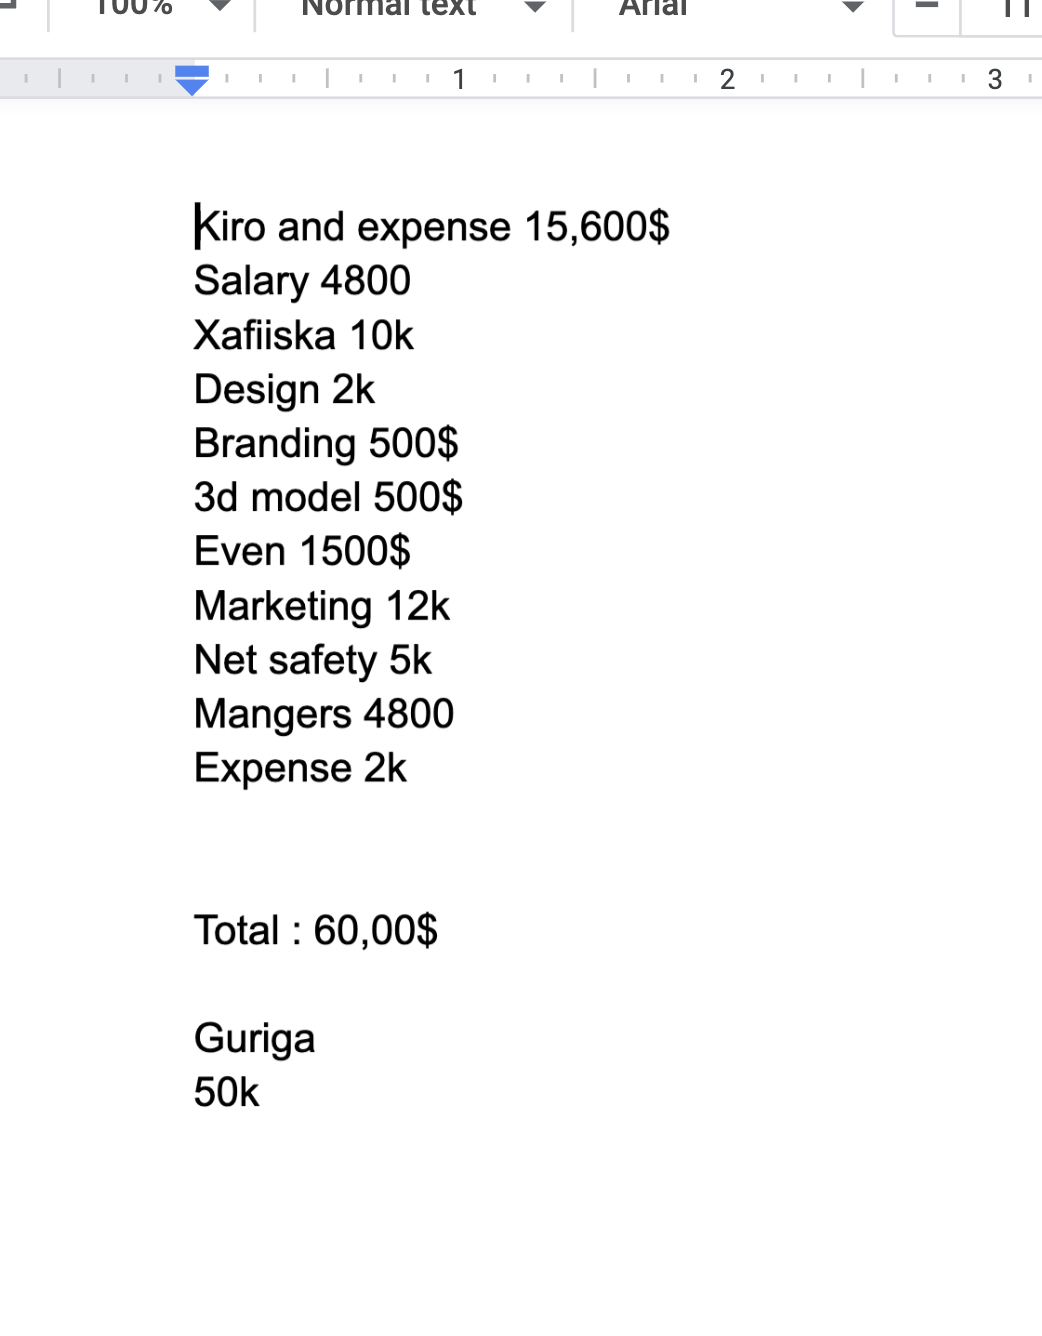 100% Normal text Arial 11
1 2 3
Kiro and expense 15,600$
Salary 4800
Xafiiska 10k
Design 2k
Branding 500$
3d model 500$
Even 1500$
Marketing 12k
Net safety 5k
Mangers 4800
Expense 2k
Total : 60,00$
Guriga
50k